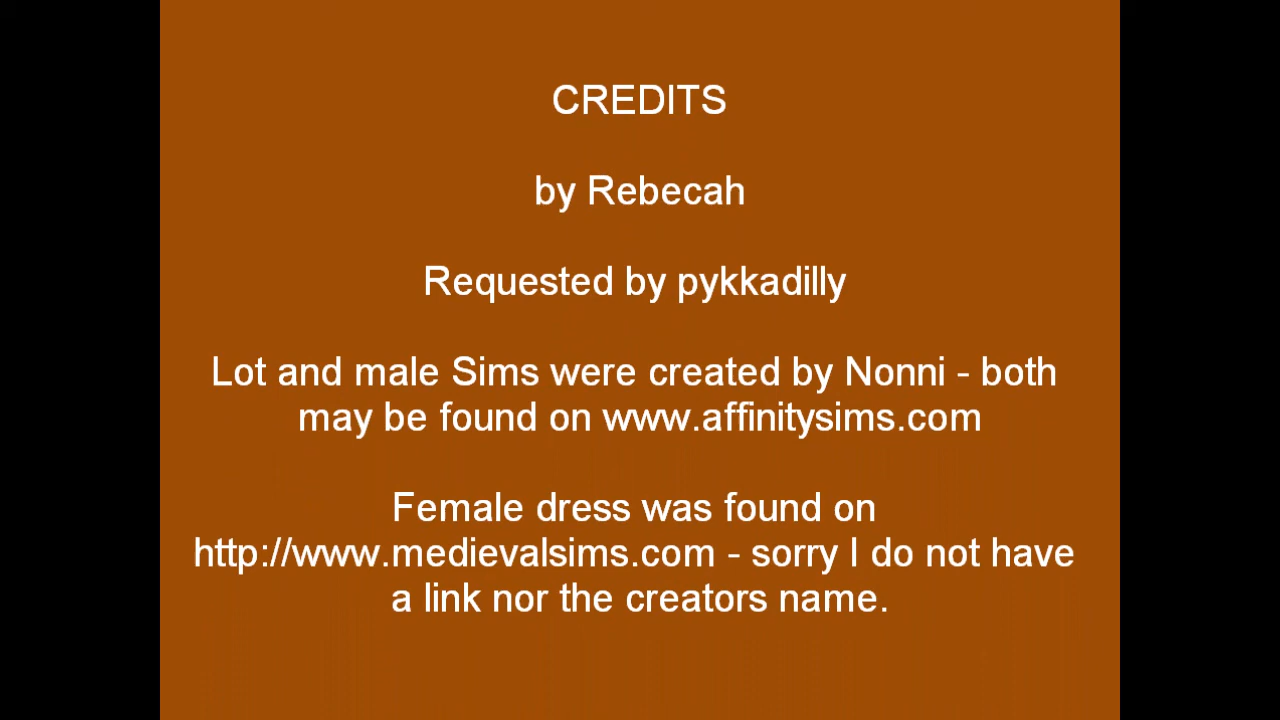 CREDITS
by Rebecah
Requested by pykkadilly
Lot and male Sims were created by Nonni - both
may be found on www.affinitysims.com
Female dress was found on
http://www.medievalsims.com - sorry I do not have
a link nor the creators name.